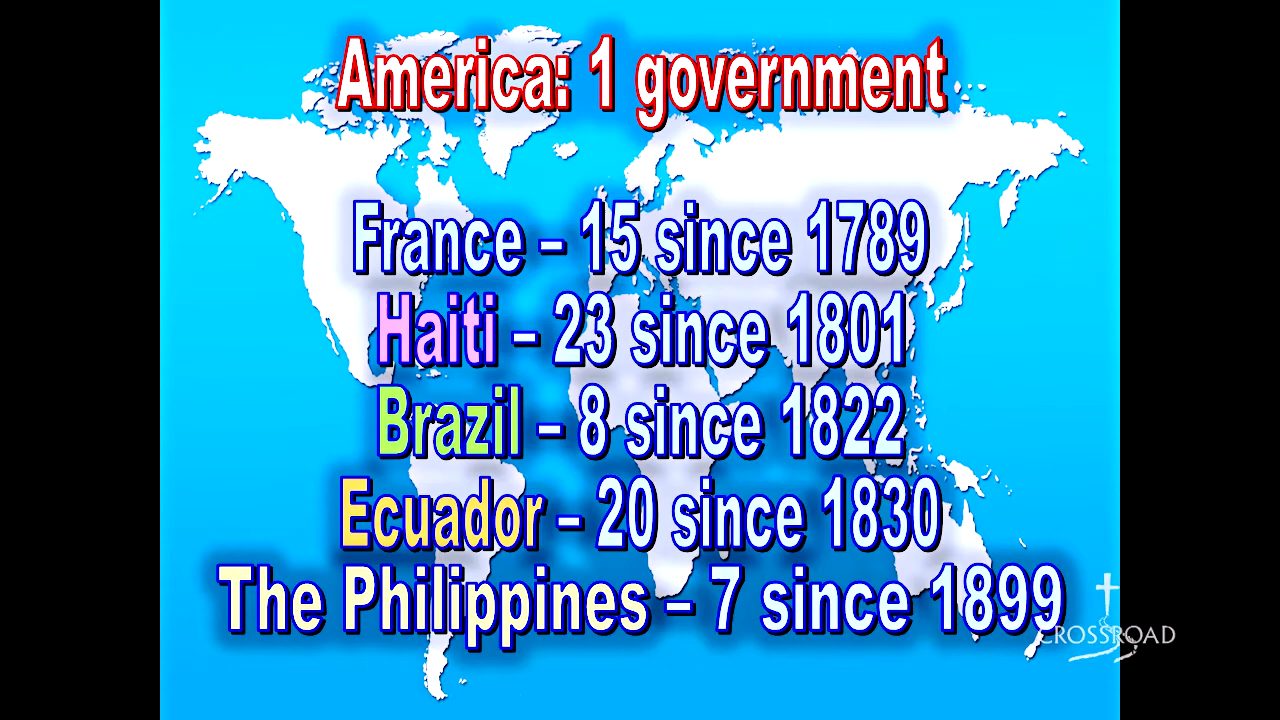 America: 1 government
France – 15 since 1789
Haiti – 23 since 1801
Brazil – 8 since 1822
Ecuador – 20 since 1830
The Philippines – 7 since 1899
CROSSROAD